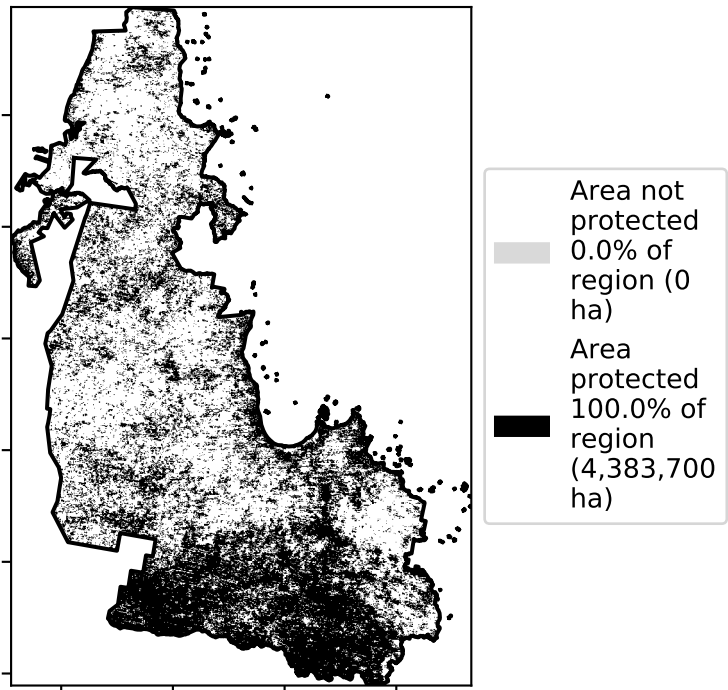 Area not
protected
0.0% of
region (0
ha)
Area
protected
100.0% of
region
(4,383,700
ha)